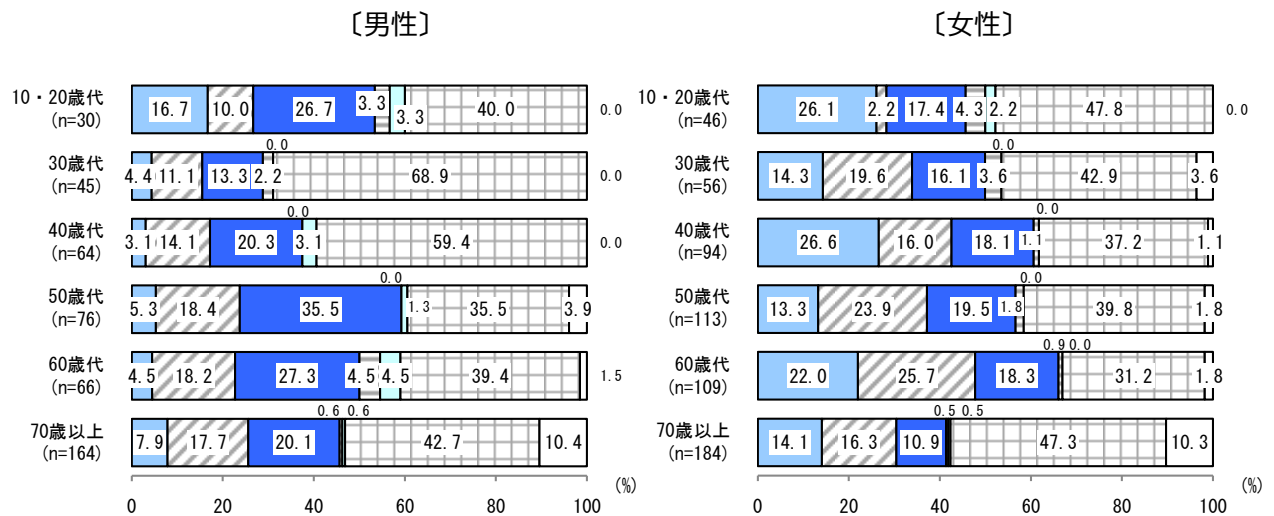 〔男性〕
10・20歳代
(n=30)
16.7 10.0 26.7 3.3 3.3 40.0 0.0
30歳代
(n=45)
0.0
4.4 11.1 13.3 2.2 68.9 0.0
40歳代
(n=64)
0.0
3.1 14.1 20.3 3.1 59.4 0.0
50歳代
(n=76)
0.0
5.3 18.4 35.5 1.3 35.5 3.9
60歳代
(n=66)
4.5 18.2 27.3 4.5 4.5 39.4 1.5
70歳以上
(n=164)
0.6 0.6
7.9 17.7 20.1 42.7 10.4
0 20 40 60 80 100
(%)
〔女性〕
10・20歳代
(n=46)
26.1 2.2 17.4 4.3 2.2 47.8 0.0
30歳代
(n=56)
0.0
14.3 19.6 16.1 3.6 42.9 3.6
40歳代
(n=94)
0.0
26.6 16.0 18.1 1.1 37.2 1.1
50歳代
(n=113)
0.0
13.3 23.9 19.5 1.8 39.8 1.8
60歳代
(n=109)
0.9 0.0
22.0 25.7 18.3 31.2 1.8
70歳以上
(n=184)
0.5 0.5
14.1 16.3 10.9 47.3 10.3
0 20 40 60 80 100
(%)